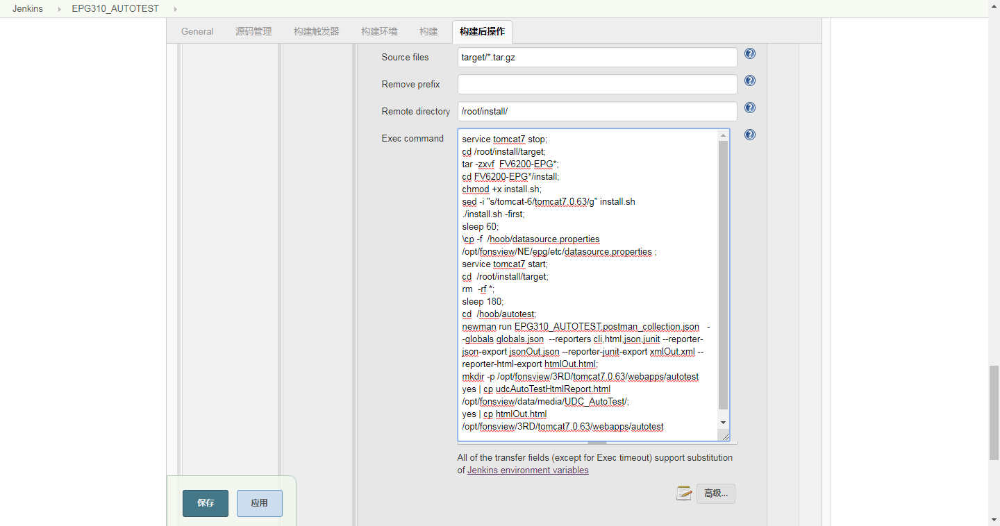 Jenkins EPG310_AUTOTEST
General 源码管理 构建触发器 构建环境 构建 构建后操作
Source files target/*.tar.gz
Remove prefix
Remote directory /root/install/
Exec command
service tomcat7 stop;
cd /root/install/target;
tar -zxvf  FV6200-EPG*;
cd FV6200-EPG*/install;
chmod +x install.sh;
sed -i "s/tomcat-6/tomcat7.0.63/g" install.sh
./install.sh -first;
sleep 60;
\cp -f  /hoob/datasource.properties
/opt/fonsview/NE/epg/etc/datasource.properties ;
service tomcat7 start;
cd  /root/install/target;
rm  -rf *;
sleep 180;
cd  /hoob/autotest;
newman run EPG310_AUTOTEST.postman_collection.json   -
-globals globals.json  --reporters cli,html,json,junit --reporter-
json-export jsonOut.json --reporter-junit-export xmlOut.xml --
reporter-html-export htmlOut.html;
mkdir -p /opt/fonsview/3RD/tomcat7.0.63/webapps/autotest
yes | cp udcAutoTestHtmlReport.html
/opt/fonsview/data/media/UDC_AutoTest/;
yes | cp htmlOut.html
/opt/fonsview/3RD/tomcat7.0.63/webapps/autotest
All of the transfer fields (except for Exec timeout) support substitution
of Jenkins environment variables
高级...
保存 应用